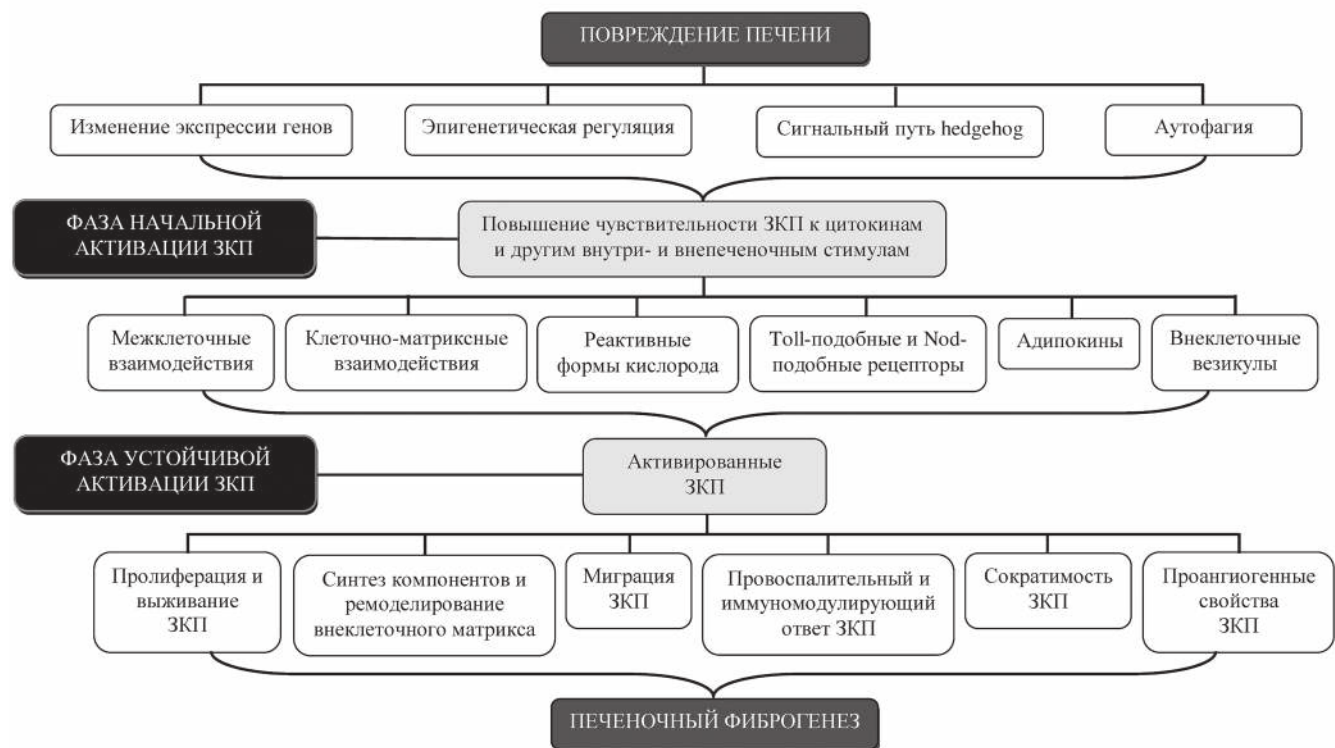 ПОВРЕЖДЕНИЕ ПЕЧЕНИ
Изменение экспрессии генов
Эпигенетическая регуляция
Сигнальный путь hedgehog
Аутофагия
ФАЗА НАЧАЛЬНОЙ
АКТИВАЦИИ ЗКП
Повышение чувствительности ЗКП к цитокинам
и другим внутри- и внепеченочным стимулам
Межклеточные
взаимодействия
Клеточно-матриксные
взаимодействия
Реактивные
формы кислорода
Toll-подобные и Nod-
подобные рецепторы
Адипокины
Внеклеточные
везикулы
ФАЗА УСТОЙЧИВОЙ
АКТИВАЦИИ ЗКП
Активированные
ЗКП
Пролиферация и
выживание
ЗКП
Синтез компонентов и
ремоделирование
внеклеточного матрикса
Миграция
ЗКП
Провоспалительный и
иммуномодулирующий
ответ ЗКП
Сократимость
ЗКП
Проангиогенные
свойства
ЗКП
ПЕЧЕНОЧНЫЙ ФИБРОГЕНЕЗ